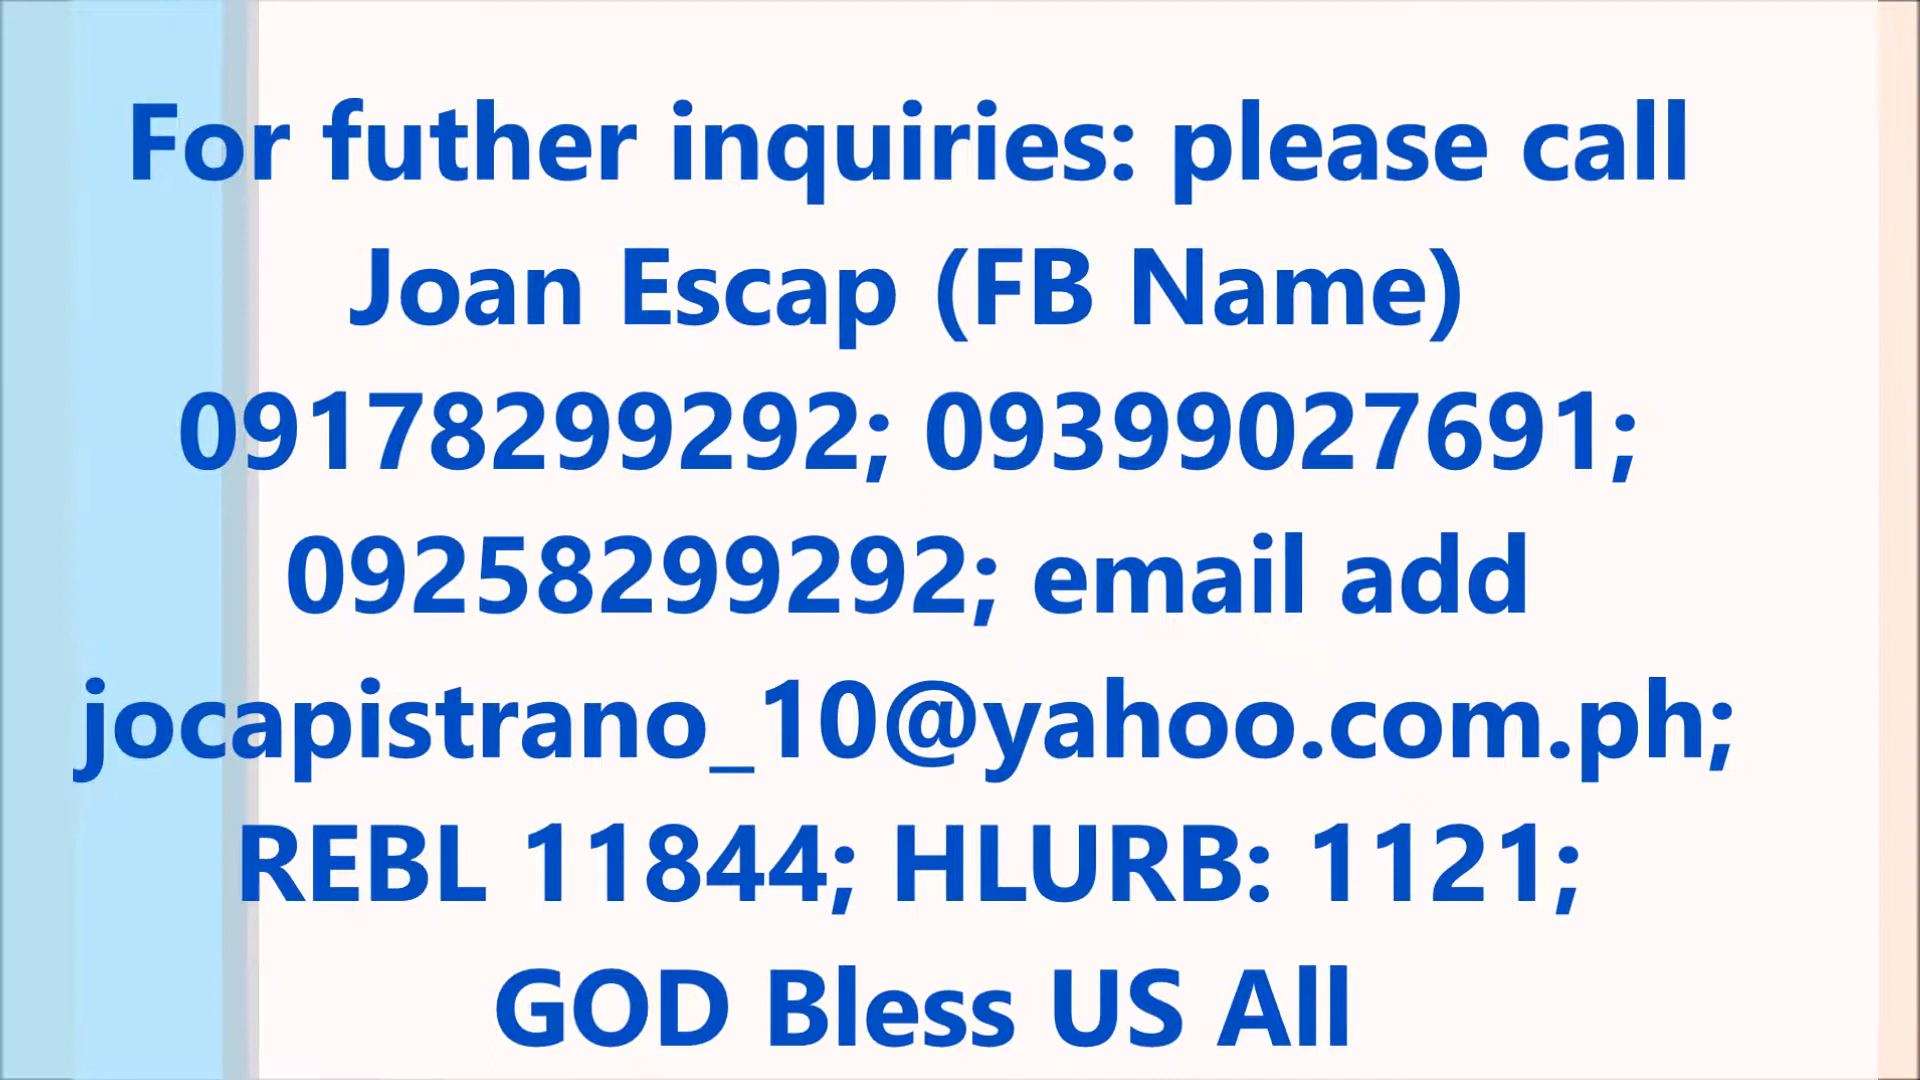 For futher inquiries: please call
Joan Escap (FB Name)
09178299292; 09399027691;
09258299292; email add
jocapistrano_10@yahoo.com.ph;
REBL 11844; HLURB: 1121;
GOD Bless US All